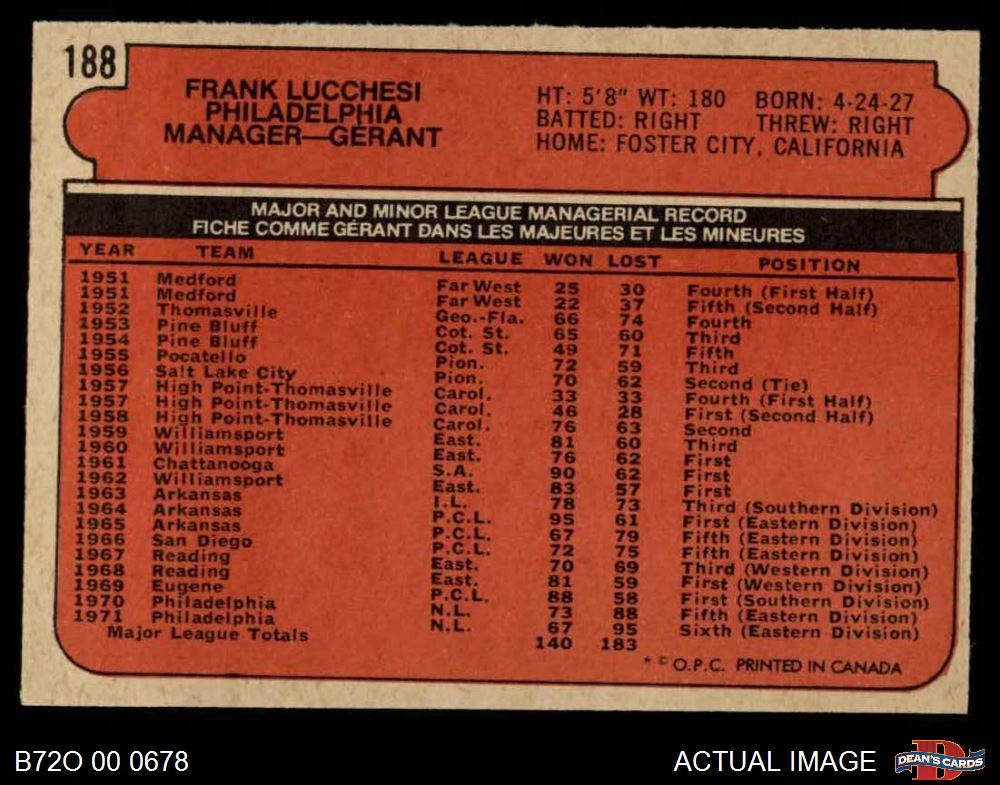 188
FRANK LUCCHESI
PHILADELPHIA
MANAGER—GÉRANT
HT: 5'8" WT: 180 BORN: 4-24-27
BATTED: RIGHT THREW: RIGHT
HOME: FOSTER CITY, CALIFORNIA
MAJOR AND MINOR LEAGUE MANAGERIAL RECORD
FICHE COMME GÉRANT DANS LES MAJEURES ET LES MINEURES
YEAR TEAM LEAGUE WON LOST POSITION
1951 Medford Far West 25 30 Fourth (First Half)
1951 Medford Far West 22 37 Fifth (Second Half)
1952 Thomasville Geo.-Fla. 66 74 Fourth
1953 Pine Bluff Cot. St. 65 60 Third
1954 Pine Bluff Cot. St. 49 71 Fifth
1955 Pocatello Pion. 72 59 Third
1956 Salt Lake City Pion. 70 62 Second (Tie)
1957 High Point-Thomasville Carol. 33 33 Fourth (First Half)
1957 High Point-Thomasville Carol. 46 28 First (Second Half)
1958 High Point-Thomasville Carol. 76 63 Second
1959 Williamsport East. 81 60 Third
1960 Williamsport East. 76 62 First
1961 Chattanooga S.A. 90 62 First
1962 Williamsport East. 83 57 First
1963 Arkansas I.L. 78 73 Third (Southern Division)
1964 Arkansas P.C.L. 95 61 First (Eastern Division)
1965 Arkansas P.C.L. 67 79 Fifth (Eastern Division)
1966 San Diego P.C.L. 72 75 Fifth (Eastern Division)
1967 Reading East. 70 69 Third (Western Division)
1968 Reading East. 81 59 First (Western Division)
1969 Eugene P.C.L. 88 58 First (Southern Division)
1970 Philadelphia N.L. 73 88 Fifth (Eastern Division)
1971 Philadelphia N.L. 67 95 Sixth (Eastern Division)
Major League Totals 140 183
* © O.P.C. PRINTED IN CANADA
B72O 00 0678
ACTUAL IMAGE
D
DEAN'S CARDS